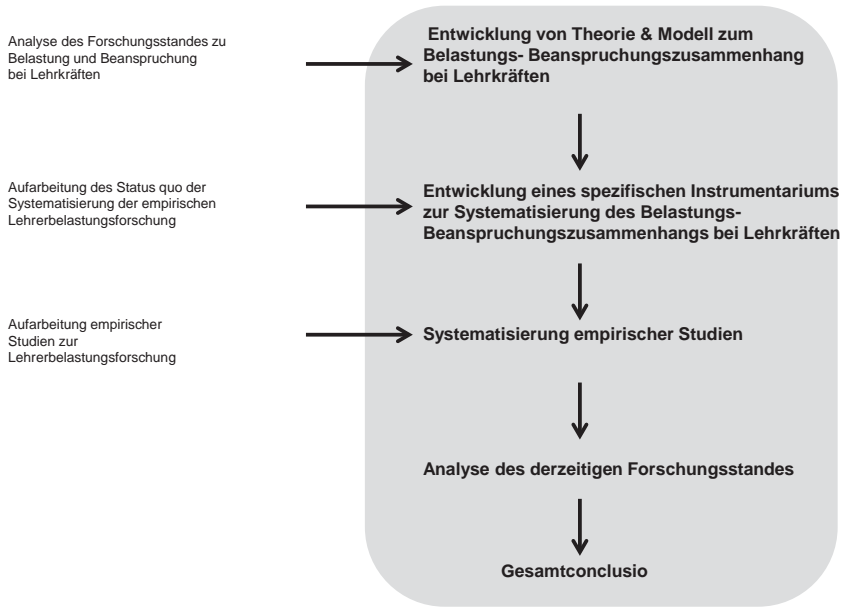 Analyse des Forschungsstandes zu
Belastung und Beanspruchung
bei Lehrkräften
Entwicklung von Theorie & Modell zum
Belastungs- Beanspruchungszusammenhang
bei Lehrkräften
Aufarbeitung des Status quo der
Systematisierung der empirischen
Lehrerbelastungsforschung
Entwicklung eines spezifischen Instrumentariums
zur Systematisierung des Belastungs-
Beanspruchungszusammenhangs bei Lehrkräften
Aufarbeitung empirischer
Studien zur
Lehrerbelastungsforschung
Systematisierung empirischer Studien
Analyse des derzeitigen Forschungsstandes
Gesamtconclusio